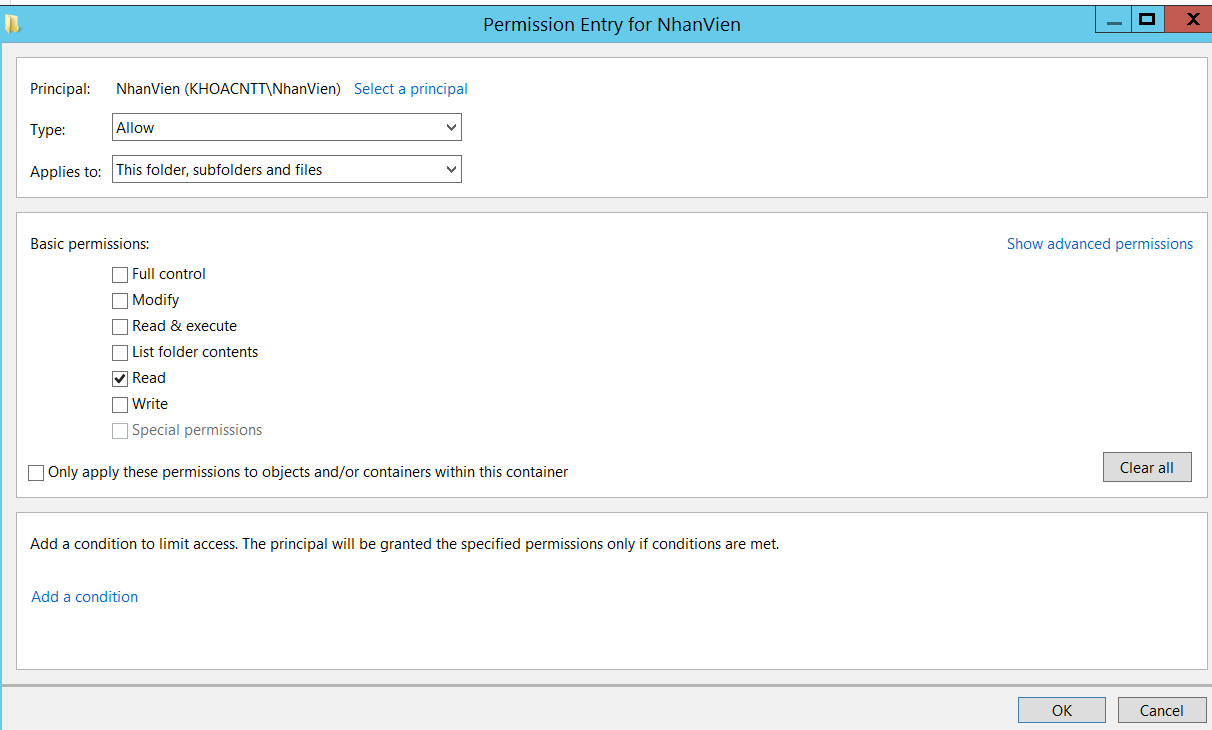 Permission Entry for NhanVien
Principal: NhanVien (KHOACNTT\NhanVien) Select a principal
Type: Allow
Applies to: This folder, subfolders and files
Basic permissions: Show advanced permissions
Full control
Modify
Read & execute
List folder contents
Read
Write
Special permissions
Only apply these permissions to objects and/or containers within this container
Clear all
Add a condition to limit access. The principal will be granted the specified permissions only if conditions are met.
Add a condition
OK Cancel